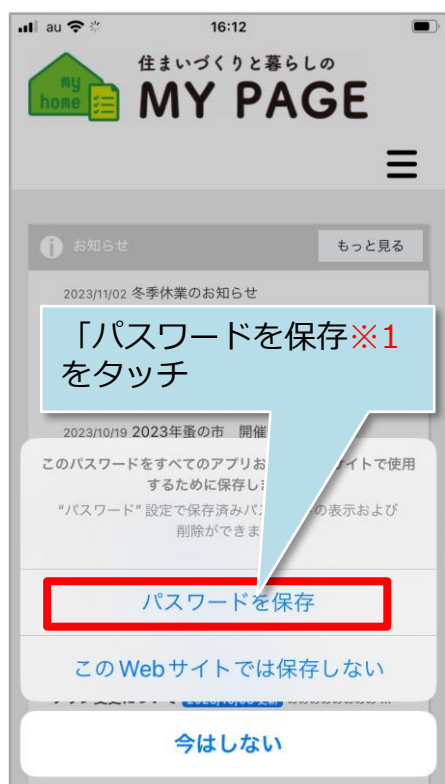 au 16:12
my home
住まいづくりと暮らしの
MY PAGE
お知らせ もっと見る
2023/11/02 冬季休業のお知らせ
「パスワードを保存※1
をタッチ
2023/10/19 2023年蚤の市 開催
このパスワードをすべてのアプリお サイトで使用
するために保存しま
“パスワード” 設定で保存済みパス の表示および
削除ができま
パスワードを保存
このWebサイトでは保存しない
今はしない